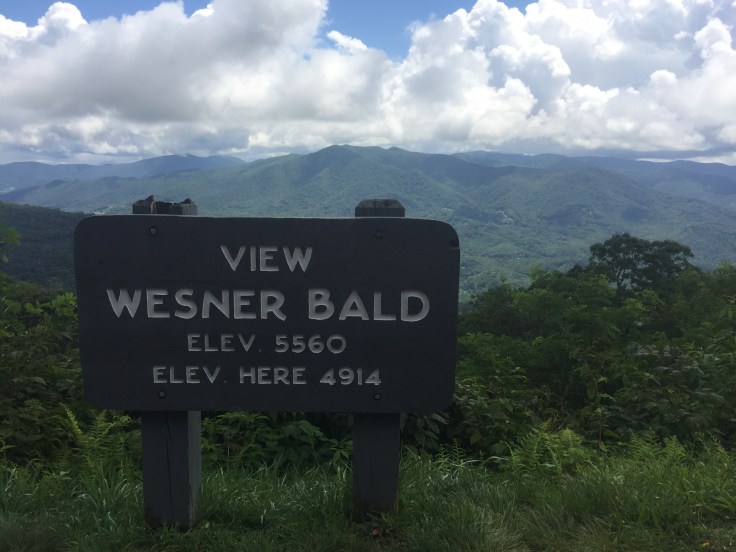 VIEW
WESNER BALD
ELEV. 5560
ELEV. HERE 4914